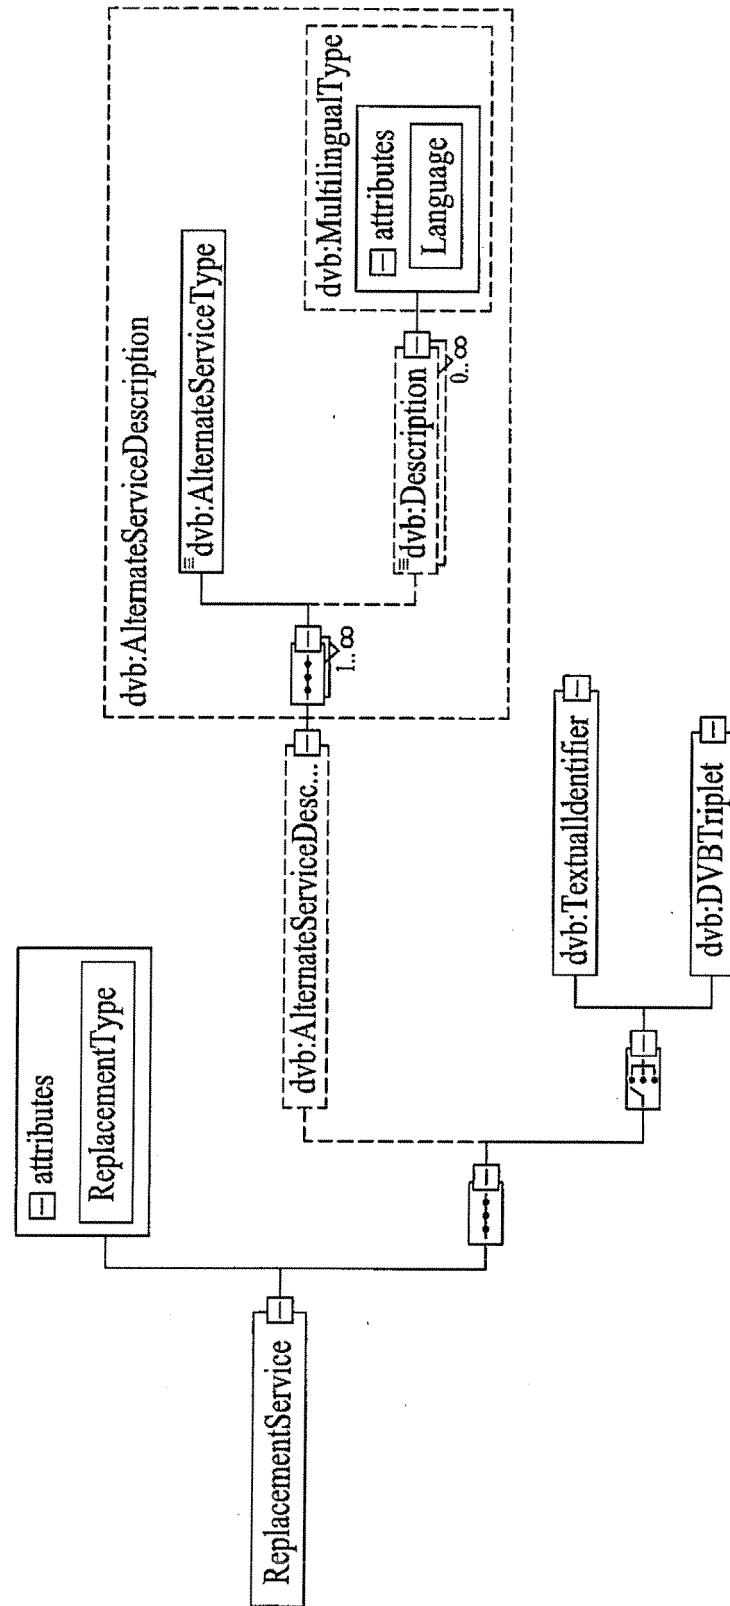 ReplacementService
⊟ attributes
ReplacementType
dvb:AlternateServiceDesc...
dvb:AlternateServiceDescription
1..∞
dvb:AlternateServiceType
dvb:Description
0..∞
dvb:MultilingualType
⊟ attributes
Language
dvb:TextualIdentifier
dvb:DVBTriplet